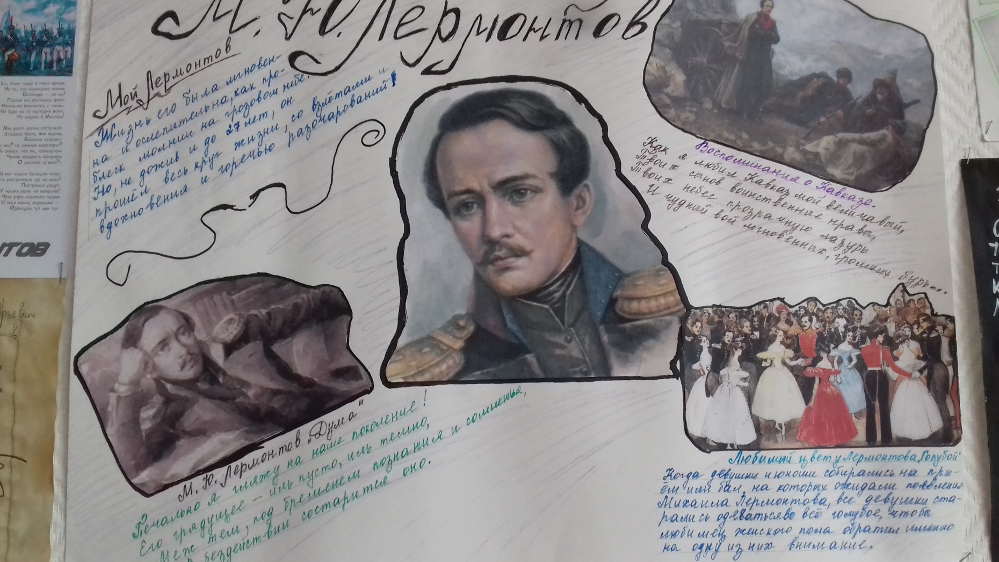 М. Ю. Лермонтов
Мой Лермонтов
Жизнь его была мгновен-
на и ослепительна, как про-
блеск молнии на грозовом небе.
Но, не дожив и до 27 лет, он
прошёл весь круг жизни, со взлётами и
вдохновения и горечью разочарований!
Воспоминания о Кавказе.
Как я любил Кавказ мой величавый,
Твоих сынов воинственные нравы,
Твоих небес прозрачную лазурь
И чудный вой мгновенных, громких бурь...
М. Ю. Лермонтов „Дума"
Печально я гляжу на наше поколение!
Его грядущее – иль пусто, иль темно,
Меж тем, под бременем познания и сомненья,
бездействии состарится оно.
Любимый цвет у Лермонтова „Голубой"
Когда девушки и юноши собирались на при-
ём или бал, на которых ожидали появления
Михаила Лермонтова, все девушки ста-
рались одеваться во всё голубое, чтобы
любимец женского пола обратил именно
на одну из них внимание.
Да, были люди в наше время,
Не то, что нынешнее племя:
Богатыри — не вы!
Плохая им досталась доля:
Немногие вернулись с поля...
Не будь на то господня воля,
Не отдали б Москвы!
Мы долго молча отступали,
Досадно было, боя ждали,
Ворчали старики:
мы? на зимние квартиры?
Не смеют, что ли, командиры
Чужие изорвать мундиры
О русские штыки?»
И вот нашли большое поле:
ть разгуляться где на воле!
Построили редут.
У наших ушки на макушке!
Чуть утро осветило пушки
И леса синие верхушки —
Французы тут как тут.
НТОВ
рьевич
тов